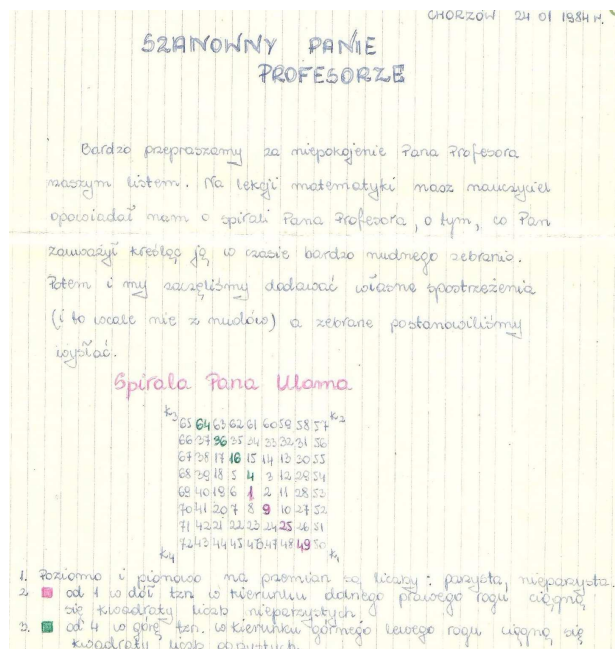 CHORZÓW 24 01 1984 r.
SZANOWNY PANIE
PROFESORZE
Bardzo przepraszamy za niepokojenie Pana Profesora
naszym listem. Na lekcji matematyki nasz nauczyciel
opowiadał nam o spirali Pana Profesora, o tym, co Pan
zauważył kreśląc ją w czasie bardzo nudnego zebrania.
Potem i my zaczęliśmy dodawać własne spostrzeżenia
(i to wcale nie z nudów) a zebrane postanowiliśmy
wysłać.
Spirala Pana Ulama
65 64 63 62 61 60 59 58 57
66 37 36 35 34 33 32 31 56
67 38 17 16 15 14 13 30 55
68 39 18 5 4 3 12 29 54
69 40 19 6 1 2 11 28 53
70 41 20 7 8 9 10 27 52
71 42 21 22 23 24 25 26 51
72 43 44 45 46 47 48 49 50
k4 k1
1. Poziomo i pionowo na przemian są liczby: parzysta, nieparzysta.
2. od 1 w dół tzn. w kierunku dolnego prawego rogu ciągną
się kwadraty liczb nieparzystych.
3. od 4 w górę tzn. w kierunku górnego lewego rogu ciągną się
kwadraty liczb parzystych.